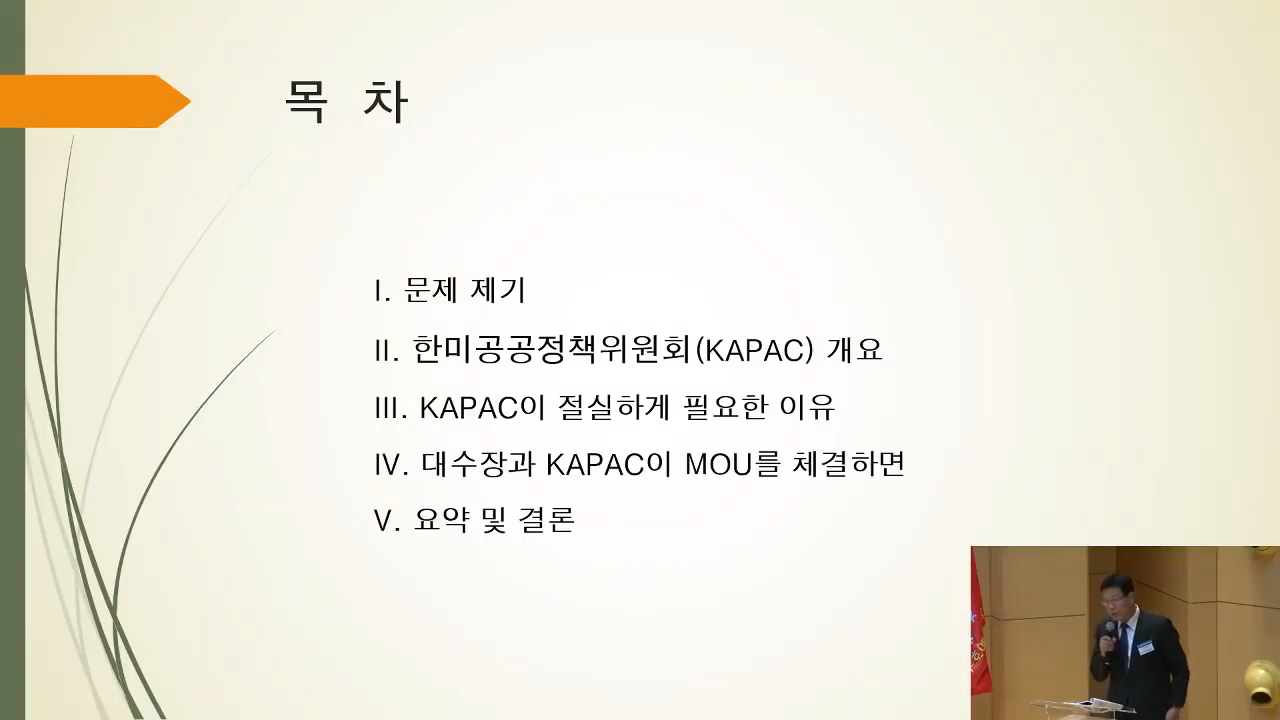 목 차
I. 문제 제기
II. 한미공공정책위원회(KAPAC) 개요
III. KAPAC이 절실하게 필요한 이유
IV. 대수장과 KAPAC이 MOU를 체결하면
V. 요약 및 결론